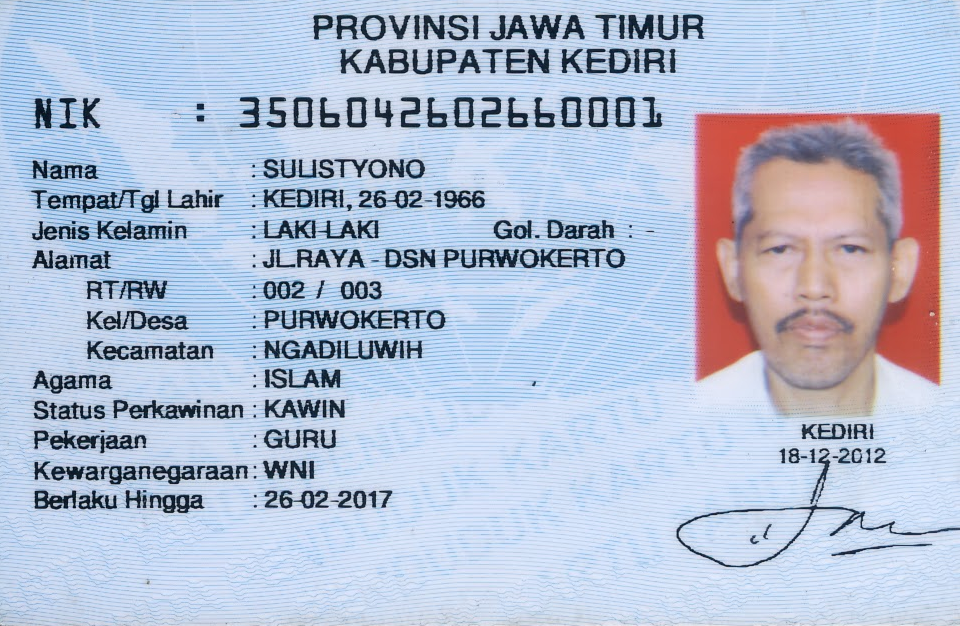 PROVINSI JAWA TIMUR
KABUPATEN KEDIRI
NIK : 3506042602660001
Nama : SULISTYONO
Tempat/Tgl Lahir : KEDIRI, 26-02-1966
Jenis Kelamin : LAKI-LAKI Gol. Darah : -
Alamat : JL.RAYA - DSN PURWOKERTO
RT/RW : 002 / 003
Kel/Desa : PURWOKERTO
Kecamatan : NGADILUWIH
Agama : ISLAM
Status Perkawinan : KAWIN
Pekerjaan : GURU
Kewarganegaraan : WNI
Berlaku Hingga : 26-02-2017
KEDIRI
18-12-2012